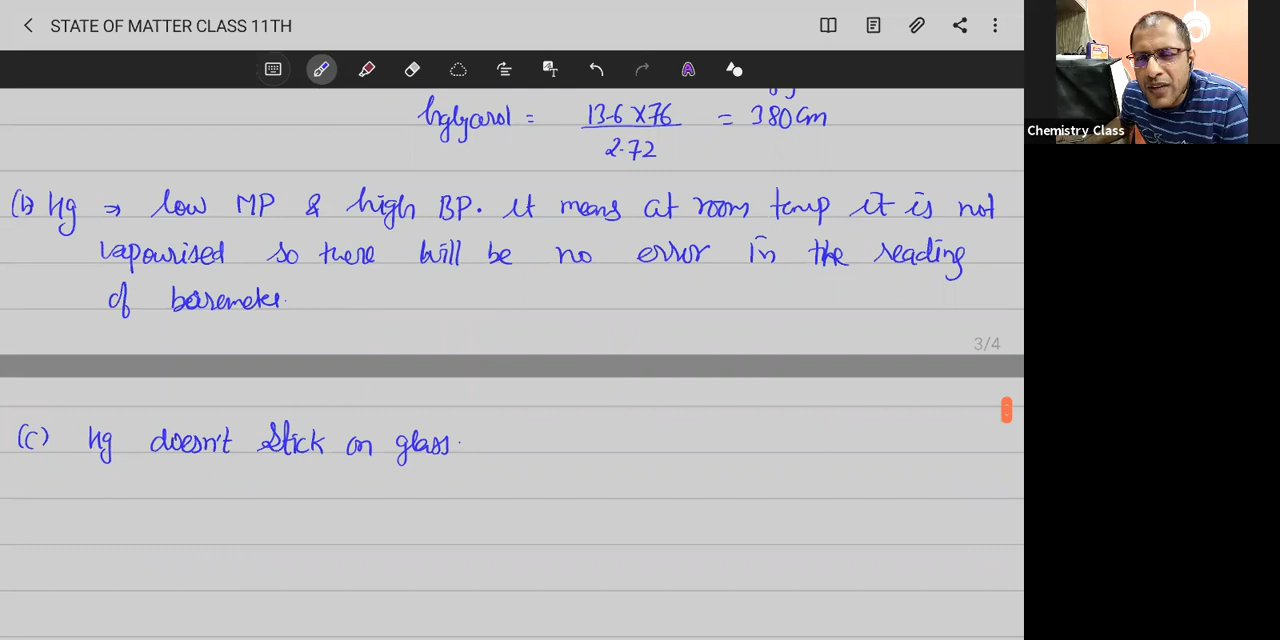 STATE OF MATTER CLASS 11TH
hglycerol = 13.6 X 76 / 2.72 = 380 Cm
(b) Hg ⇒ low MP & high BP. It means at room temp it is not
vapourised so there will be no error in the reading
of barometer.
3/4
(C) Hg doesn't stick on glass.
Chemistry Class